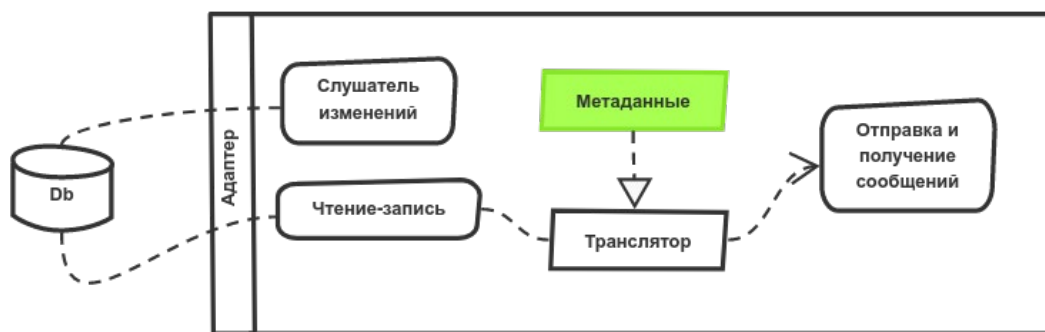 Db
Адаптер
Слушатель
изменений
Чтение-запись
Метаданные
Транслятор
Отправка и
получение
сообщений